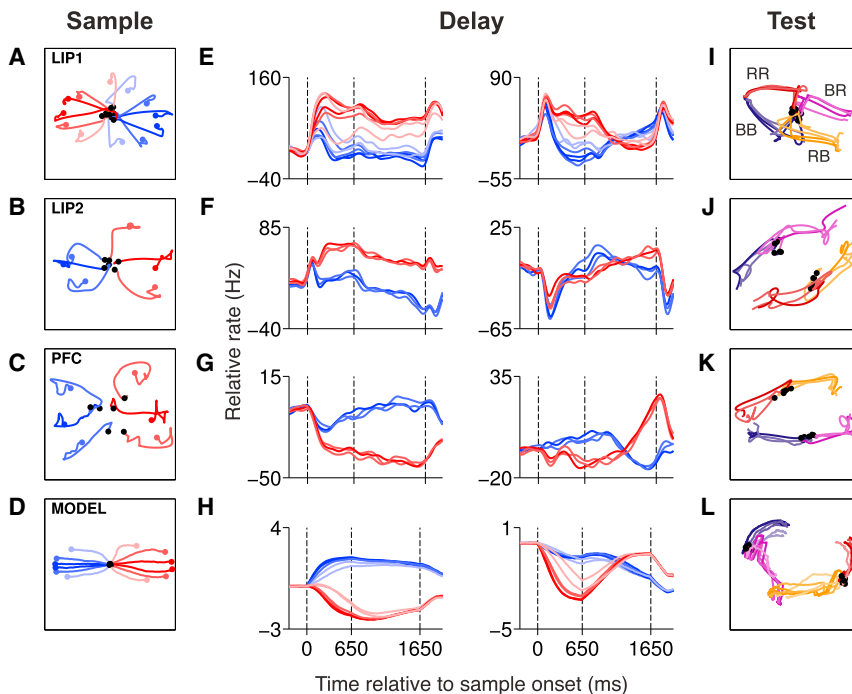 Sample Delay Test
A LIP1 E 160 −40 90 −55 I RR BR BB RB
B LIP2 F 85 −40 25 −65 J
C PFC G 15 −50 35 −20 K
D MODEL H 4 −3 1 −5 L
Relative rate (Hz)
0 650 1650 0 650 1650
Time relative to sample onset (ms)